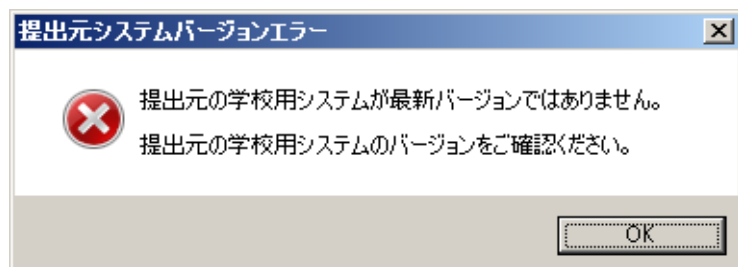 提出元システムバージョンエラー
提出元の学校用システムが最新バージョンではありません。
提出元の学校用システムのバージョンをご確認ください。
OK